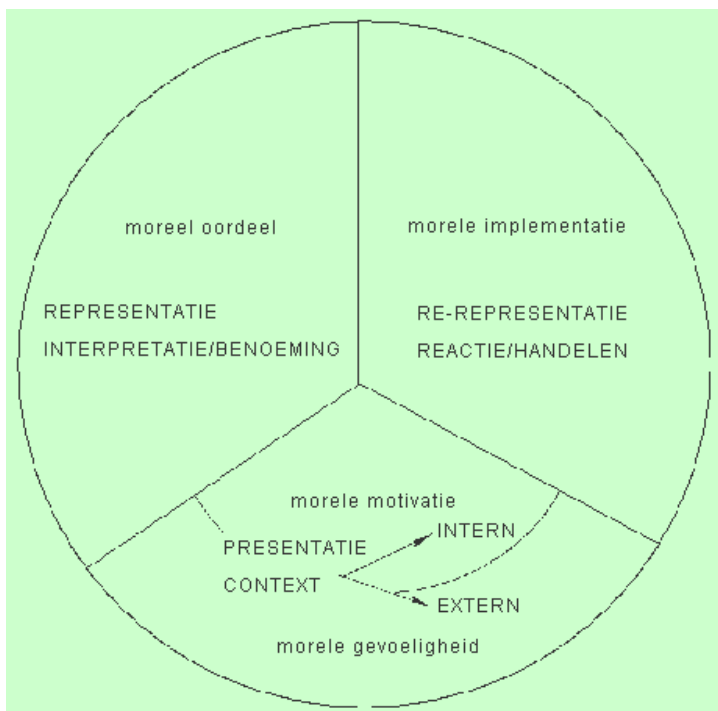 moreel oordeel
REPRESENTATIE
INTERPRETATIE/BENOEMING
morele implementatie
RE-REPRESENTATIE
REACTIE/HANDELEN
morele motivatie
PRESENTATIE
CONTEXT
INTERN
EXTERN
morele gevoeligheid